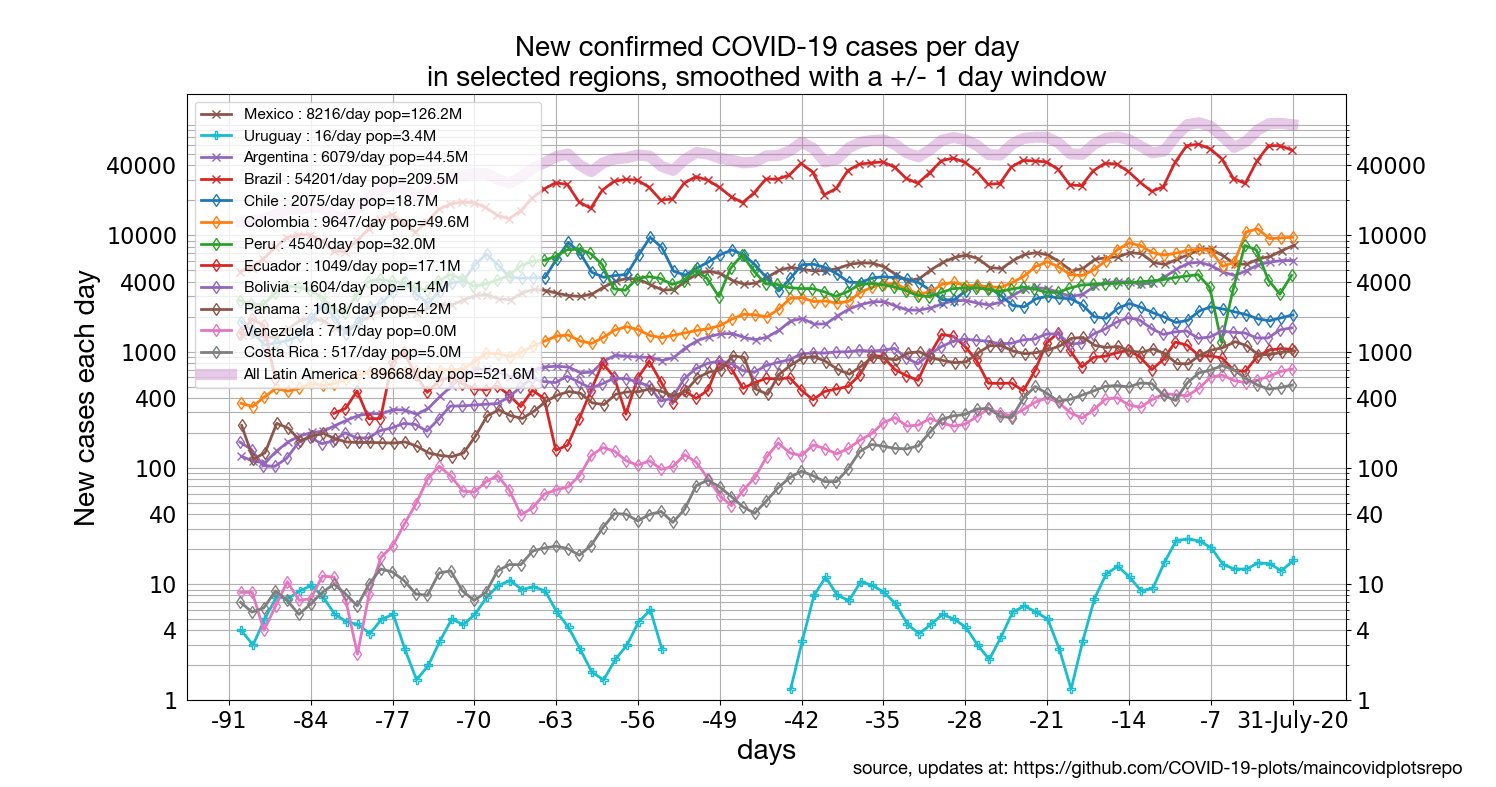 New confirmed COVID-19 cases per day
in selected regions, smoothed with a +/- 1 day window
Mexico : 8216/day pop=126.2M
Uruguay : 16/day pop=3.4M
Argentina : 6079/day pop=44.5M
Brazil : 54201/day pop=209.5M
Chile : 2075/day pop=18.7M
Colombia : 9647/day pop=49.6M
Peru : 4540/day pop=32.0M
Ecuador : 1049/day pop=17.1M
Bolivia : 1604/day pop=11.4M
Panama : 1018/day pop=4.2M
Venezuela : 711/day pop=0.0M
Costa Rica : 517/day pop=5.0M
All Latin America : 89668/day pop=521.6M
New cases each day
40000
10000
4000
1000
400
100
40
10
4
1
40000
10000
4000
1000
400
100
40
10
4
1
-91 -84 -77 -70 -63 -56 -49 -42 -35 -28 -21 -14 -7 31-July-20
days
source, updates at: https://github.com/COVID-19-plots/maincovidplotsrepo